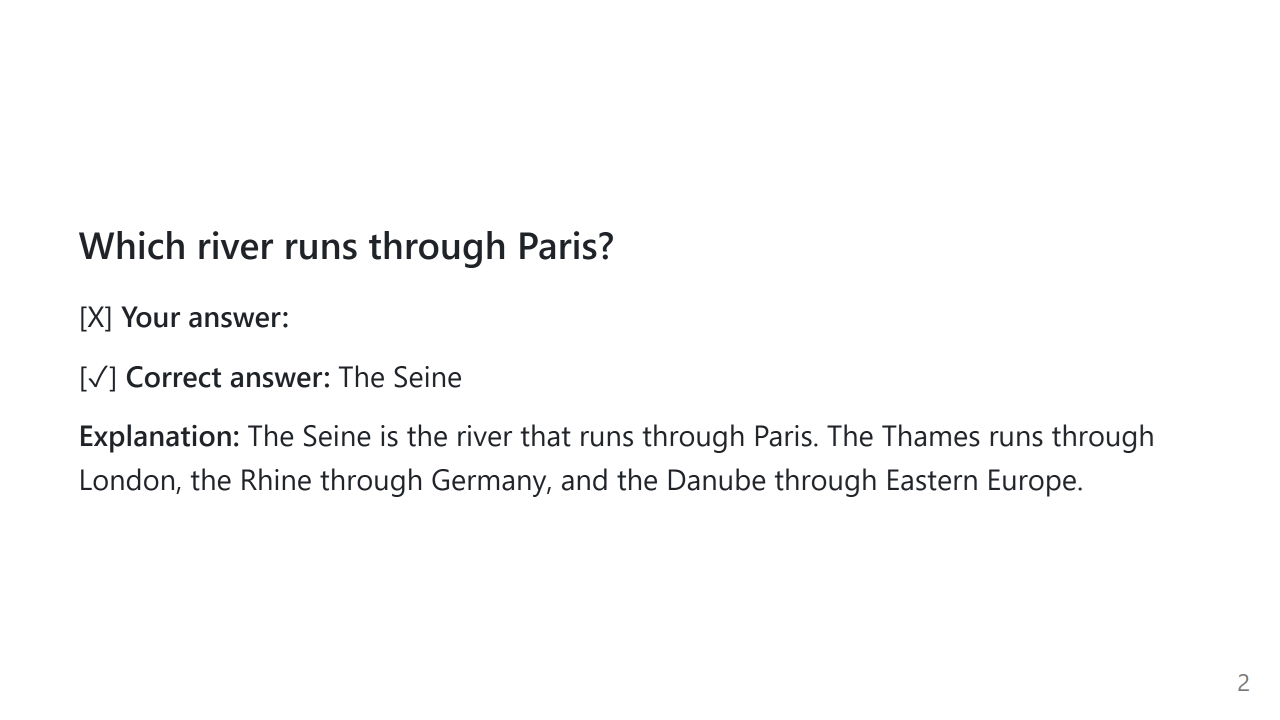 Which river runs through Paris?
[X] Your answer:
[✓] Correct answer: The Seine
Explanation: The Seine is the river that runs through Paris. The Thames runs through
London, the Rhine through Germany, and the Danube through Eastern Europe.
2